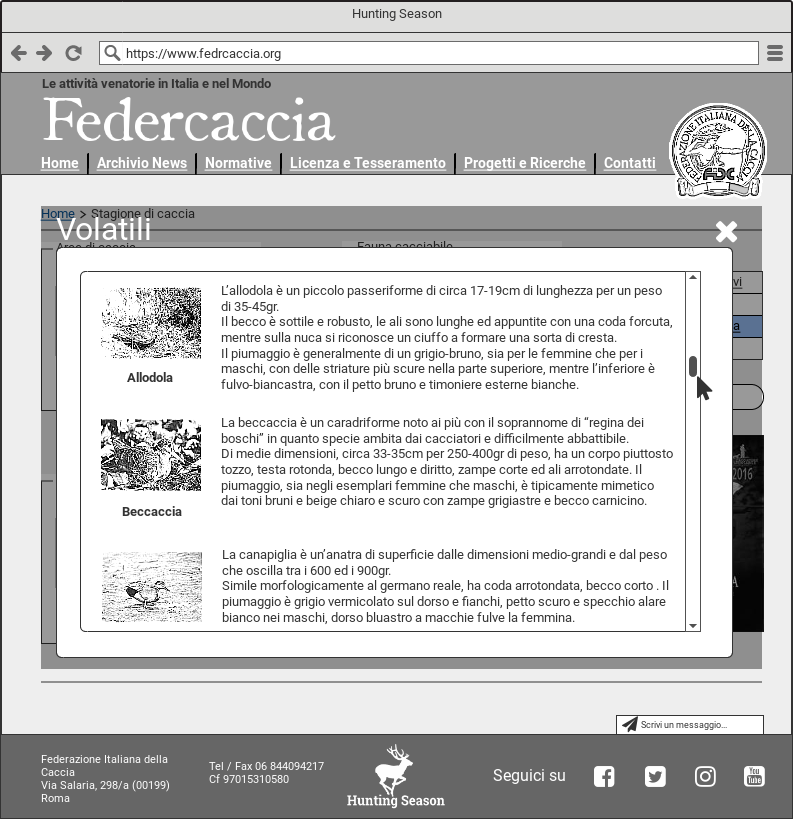 Hunting Season
https://www.fedrcaccia.org
Le attività venatorie in Italia e nel Mondo
Federcaccia
Home
Archivio News
Normative
Licenza e Tesseramento
Progetti e Ricerche
Contatti
FEDERAZIONE ITALIANA DELLA CACCIA
FIDC
Home > Stagione di caccia
Volatili
Area di caccia
Fauna cacciabile
vi
a
2016
A
L'allodola è un piccolo passeriforme di circa 17-19cm di lunghezza per un peso
di 35-45gr.
Il becco è sottile e robusto, le ali sono lunghe ed appuntite con una coda forcuta,
mentre sulla nuca si riconosce un ciuffo a formare una sorta di cresta.
Il piumaggio è generalmente di un grigio-bruno, sia per le femmine che per i
maschi, con delle striature più scure nella parte superiore, mentre l'inferiore è
fulvo-biancastra, con il petto bruno e timoniere esterne bianche.
Allodola
La beccaccia è un caradriforme noto ai più con il soprannome di “regina dei
boschi” in quanto specie ambita dai cacciatori e difficilmente abbattibile.
Di medie dimensioni, circa 33-35cm per 250-400gr di peso, ha un corpo piuttosto
tozzo, testa rotonda, becco lungo e diritto, zampe corte ed ali arrotondate. Il
piumaggio, sia negli esemplari femmine che maschi, è tipicamente mimetico
dai toni bruni e beige chiaro e scuro con zampe grigiastre e becco carnicino.
Beccaccia
La canapiglia è un'anatra di superficie dalle dimensioni medio-grandi e dal peso
che oscilla tra i 600 ed i 900gr.
Simile morfologicamente al germano reale, ha coda arrotondata, becco corto . Il
piumaggio è grigio vermicolato sul dorso e fianchi, petto scuro e specchio alare
bianco nei maschi, dorso bluastro a macchie fulve la femmina.
Scrivi un messaggio...
Federazione Italiana della
Caccia
Via Salaria, 298/a (00199)
Roma
Tel / Fax 06 844094217
Cf 97015310580
Hunting Season
Seguici su
You
Tube